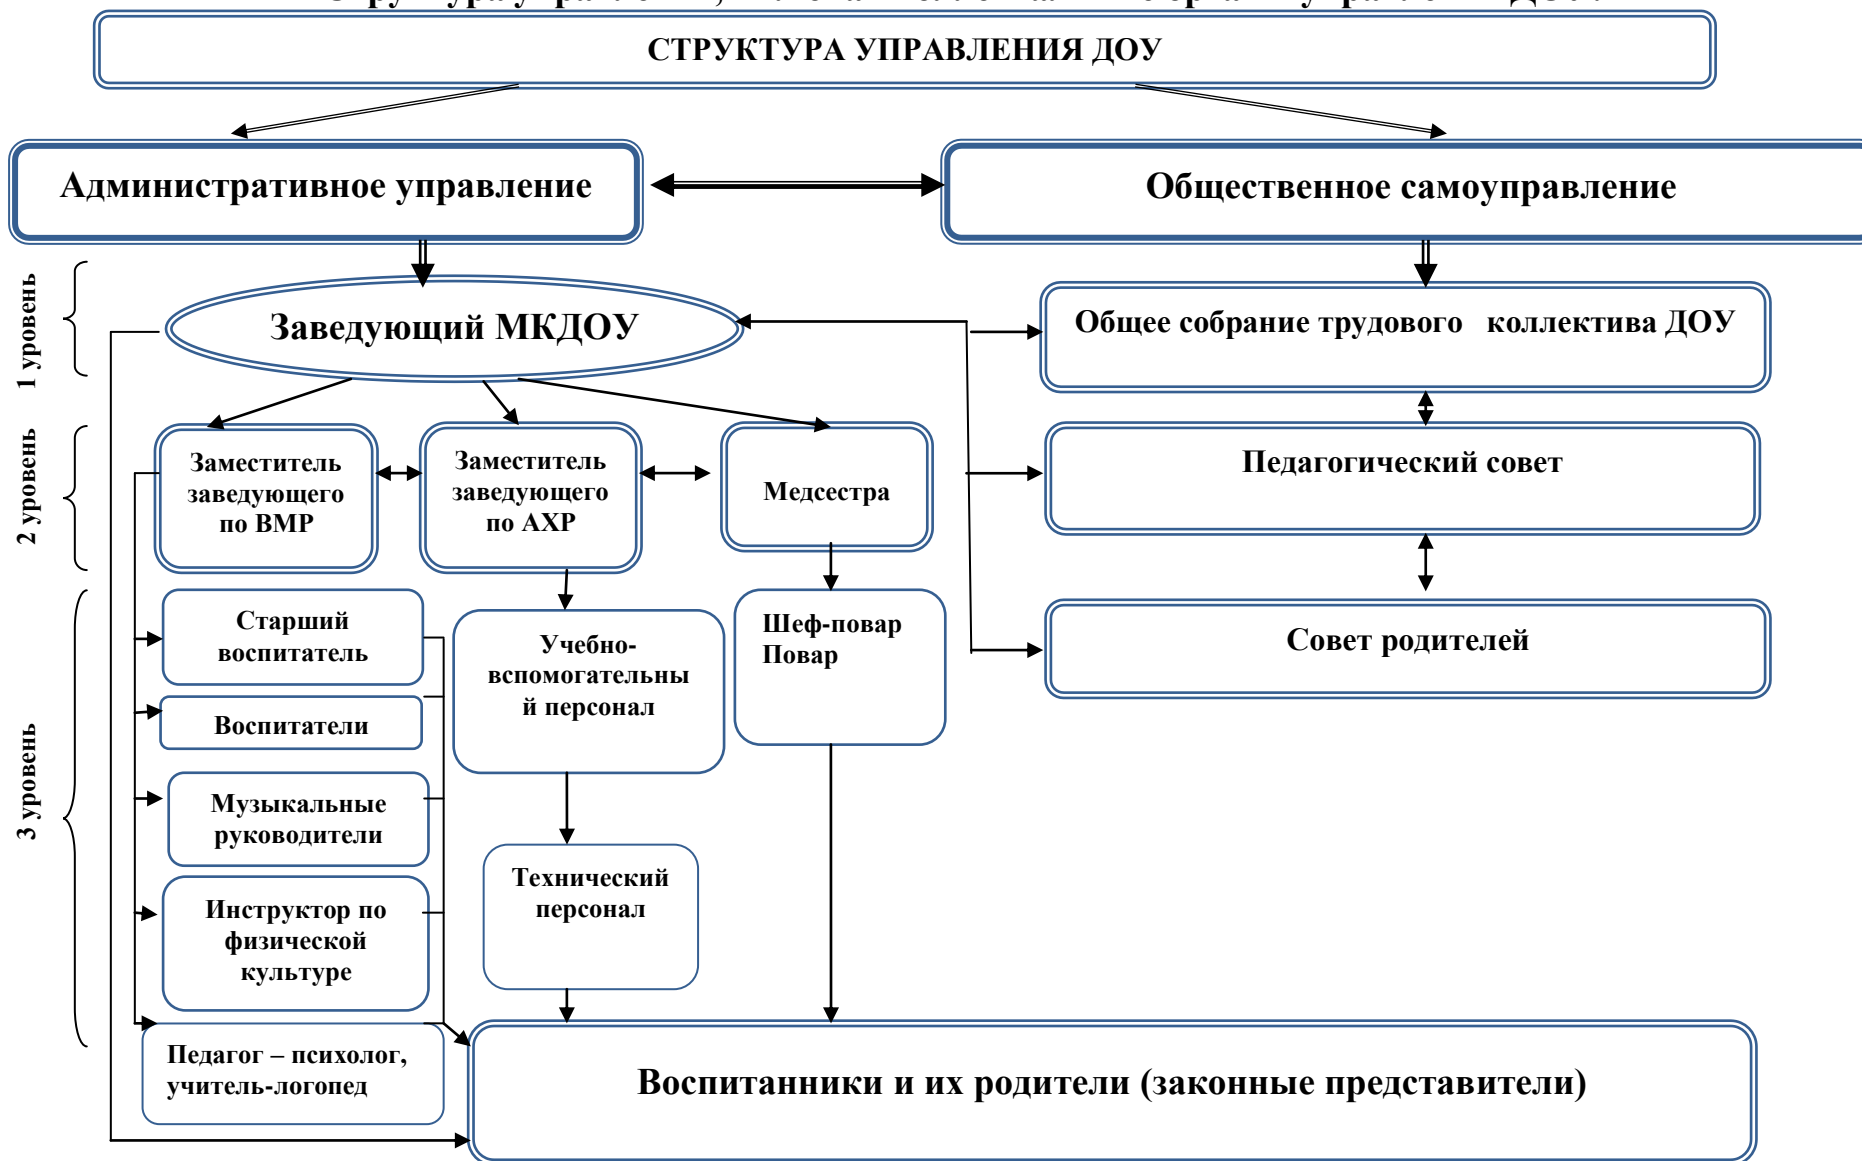 СТРУКТУРА УПРАВЛЕНИЯ ДОУ
Административное управление
Общественное самоуправление
1 уровень
Заведующий МКДОУ
Общее собрание трудового коллектива ДОУ
2 уровень
Заместитель
заведующего
по ВМР
Заместитель
заведующего
по АХР
Медсестра
Педагогический совет
3 уровень
Старший
воспитатель
Воспитатели
Музыкальные
руководители
Инструктор по
физической
культуре
Педагог – психолог,
учитель-логопед
Учебно-
вспомогательны
й персонал
Технический
персонал
Шеф-повар
Повар
Совет родителей
Воспитанники и их родители (законные представители)